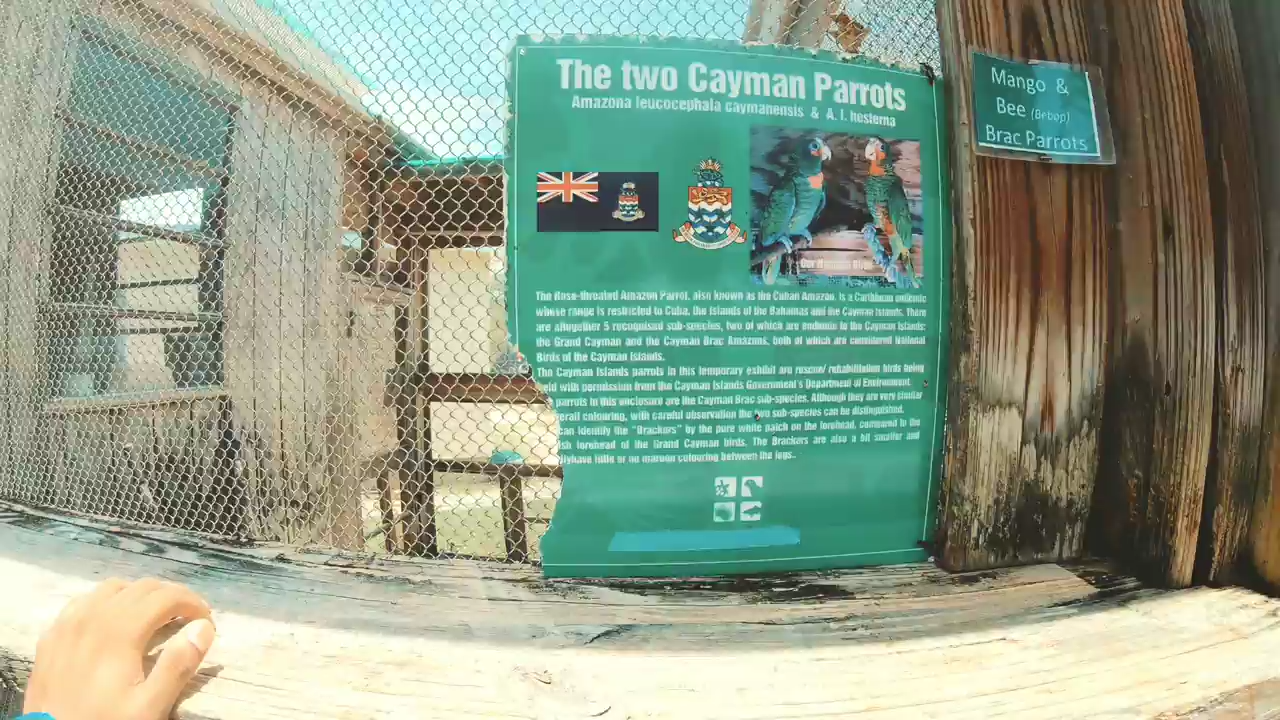 The two Cayman Parrots
Amazona leucocephala caymanensis & A. l. hesterna
Our National Bird
The Rose-throated Amazon Parrot, also known as the Cuban Amazon, is a Caribbean endemic
whose range is restricted to Cuba, the islands of the Bahamas and the Cayman Islands. There
are altogether 5 recognised sub-species, two of which are endemic to the Cayman Islands:
the Grand Cayman and the Cayman Brac Amazons, both of which are considered National
Birds of the Cayman Islands.
The Cayman Islands parrots in this temporary exhibit are rescue/ rehabilitation birds being
eld with permission from the Cayman Islands Government's Department of Environment.
parrots in this enclosure are the Cayman Brac sub-species. Although they are very similar
erall colouring, with careful observation the two sub-species can be distinguished.
can identify the "Brackers" by the pure white patch on the forehead, compared to the
ish forehead of the Grand Cayman birds. The Brackers are also a bit smaller and
llyhave little or no maroon colouring between the legs..
Mango &
Bee (Bebop)
Brac Parrots